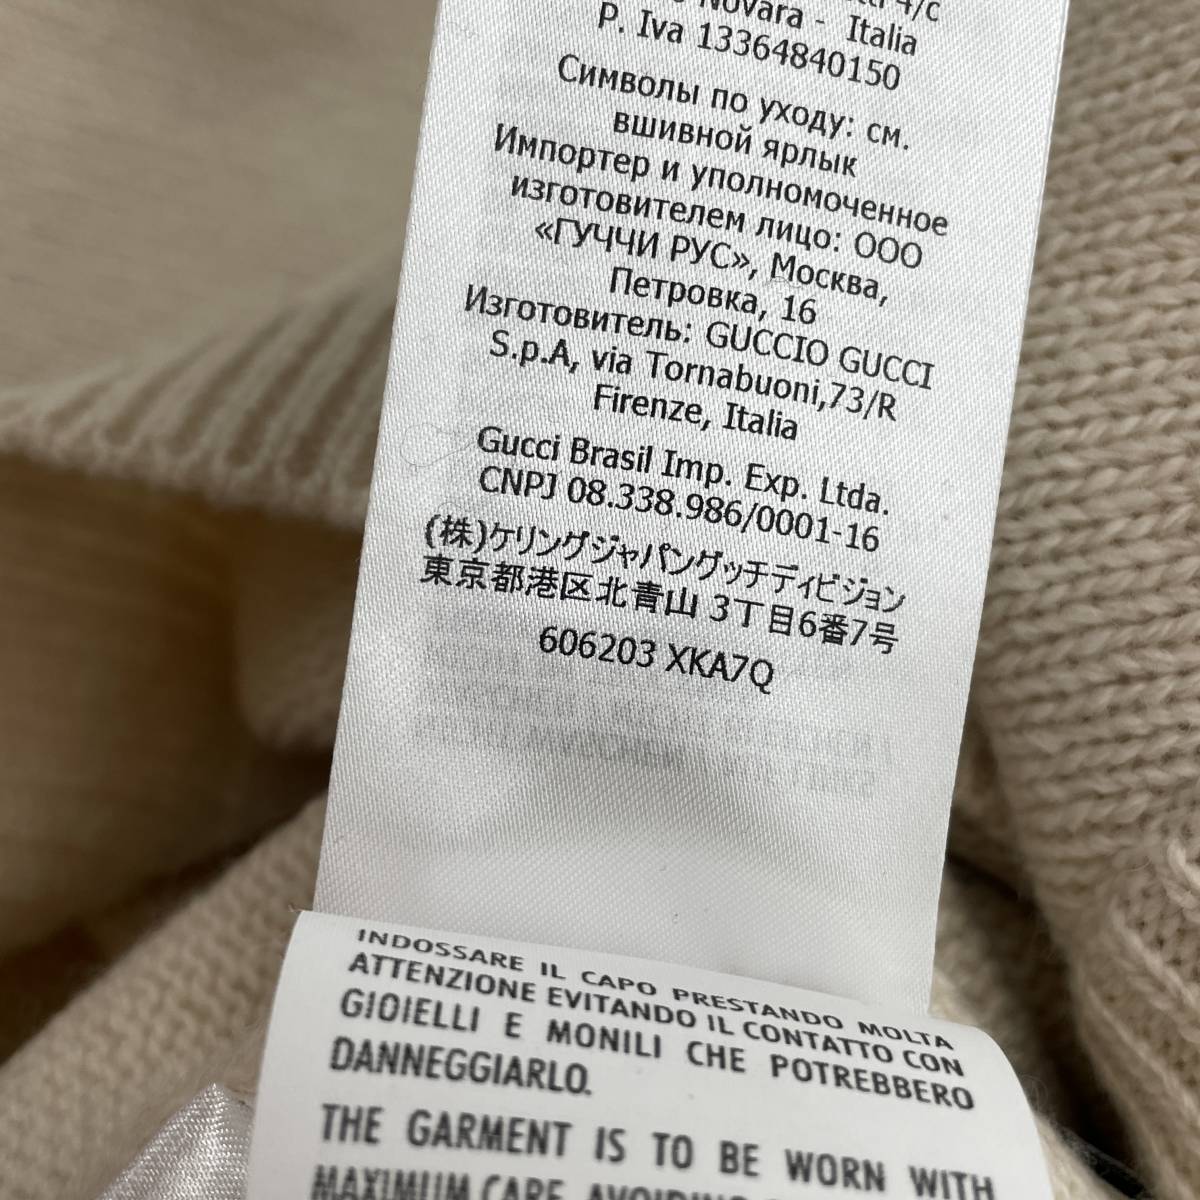 4/c
Novara - Italia
P. Iva 13364840150
Символы по уходу: см.
вшивной ярлык
Импортер и уполномоченное
изготовителем лицо: ООО
«ГУЧЧИ РУС», Москва,
Петровка, 16
Изготовитель: GUCCIO GUCCI
S.p.A, via Tornabuoni,73/R
Firenze, Italia
Gucci Brasil Imp. Exp. Ltda.
CNPJ 08.338.986/0001-16
(株)ケリングジャパングッチディビジョン
東京都港区北青山 3丁目6番7号
606203 XKA7Q
INDOSSARE IL CAPO PRESTANDO MOLTA
ATTENZIONE EVITANDO IL CONTATTO CON
GIOIELLI E MONILI CHE POTREBBERO
DANNEGGIARLO.
THE GARMENT IS TO BE WORN WITH
MAXIMUM CARE AVOIDING